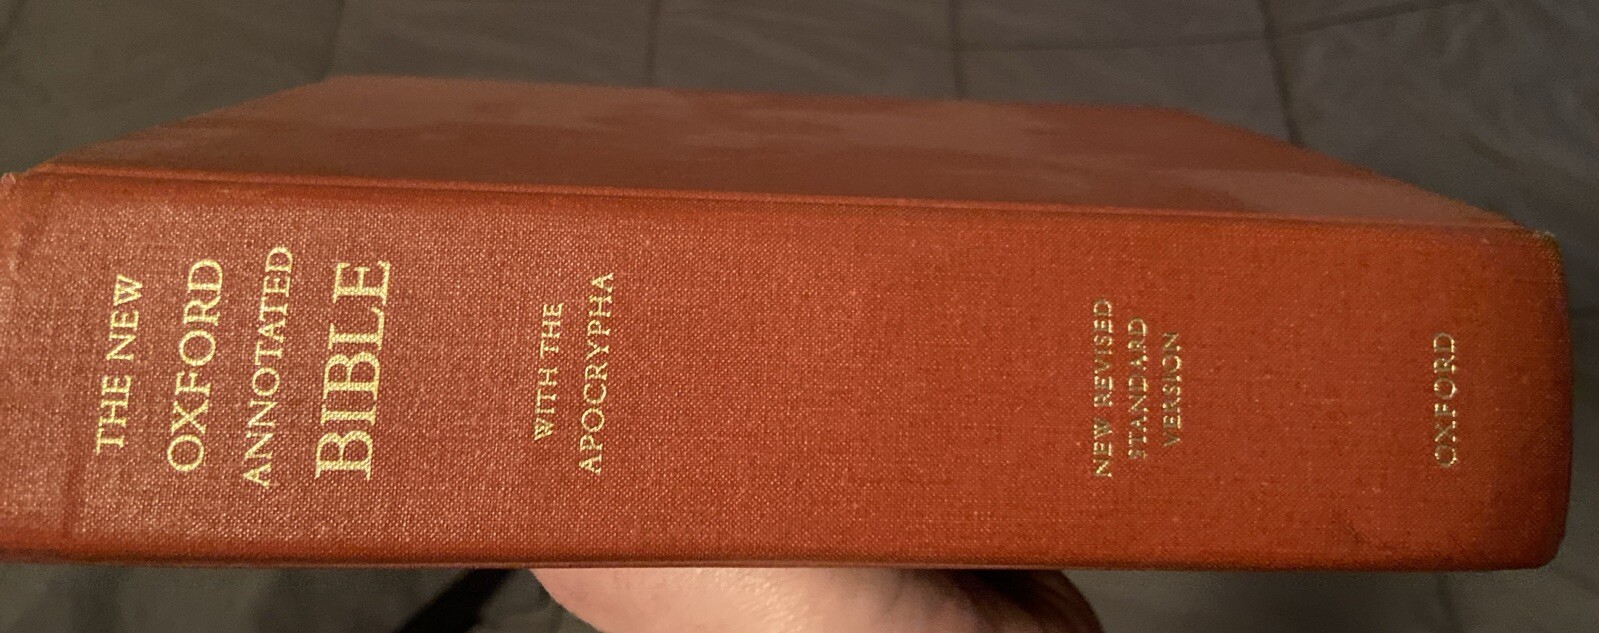 THE NEW
OXFORD
ANNOTATED
BIBLE
WITH THE
APOCRYPHA
NEW REVISED
STANDARD
VERSION
OXFORD